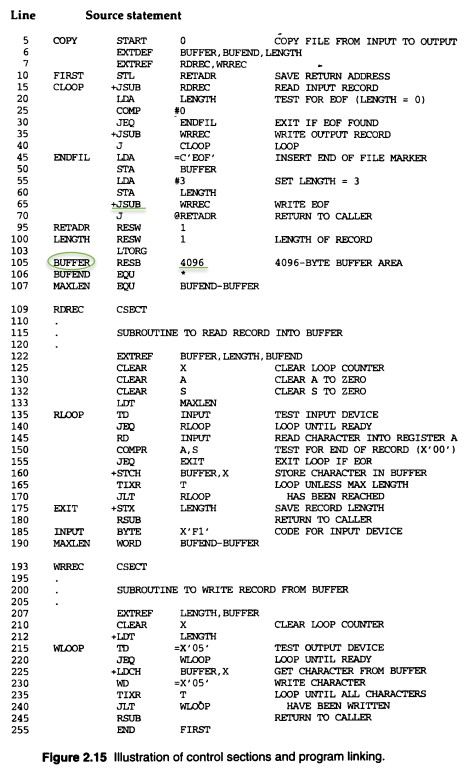 Line Source statement
5 COPY START 0 COPY FILE FROM INPUT TO OUTPUT
6 EXTDEF BUFFER,BUFEND,LENGTH
7 EXTREF RDREC,WRREC
10 FIRST STL RETADR SAVE RETURN ADDRESS
15 CLOOP +JSUB RDREC READ INPUT RECORD
20 LDA LENGTH TEST FOR EOF (LENGTH = 0)
25 COMP #0
30 JEQ ENDFIL EXIT IF EOF FOUND
35 +JSUB WRREC WRITE OUTPUT RECORD
40 J CLOOP LOOP
45 ENDFIL LDA =C'EOF' INSERT END OF FILE MARKER
50 STA BUFFER
55 LDA #3 SET LENGTH = 3
60 STA LENGTH
65 +JSUB WRREC WRITE EOF
70 J @RETADR RETURN TO CALLER
95 RETADR RESW 1
100 LENGTH RESW 1 LENGTH OF RECORD
103 LTORG
105 BUFFER RESB 4096 4096-BYTE BUFFER AREA
106 BUFEND EQU *
107 MAXLEN EQU BUFEND-BUFFER
109 RDREC CSECT
110 .
115 . SUBROUTINE TO READ RECORD INTO BUFFER
120 .
122 EXTREF BUFFER,LENGTH,BUFEND
125 CLEAR X CLEAR LOOP COUNTER
130 CLEAR A CLEAR A TO ZERO
132 CLEAR S CLEAR S TO ZERO
133 LDT MAXLEN
135 RLOOP TD INPUT TEST INPUT DEVICE
140 JEQ RLOOP LOOP UNTIL READY
145 RD INPUT READ CHARACTER INTO REGISTER A
150 COMPR A,S TEST FOR END OF RECORD (X'00')
155 JEQ EXIT EXIT LOOP IF EOR
160 +STCH BUFFER,X STORE CHARACTER IN BUFFER
165 TIXR T LOOP UNLESS MAX LENGTH
170 JLT RLOOP HAS BEEN REACHED
175 EXIT +STX LENGTH SAVE RECORD LENGTH
180 RSUB RETURN TO CALLER
185 INPUT BYTE X'F1' CODE FOR INPUT DEVICE
190 MAXLEN WORD BUFEND-BUFFER
193 WRREC CSECT
195 .
200 . SUBROUTINE TO WRITE RECORD FROM BUFFER
205 .
207 EXTREF LENGTH,BUFFER
210 CLEAR X CLEAR LOOP COUNTER
212 +LDT LENGTH
215 WLOOP TD =X'05' TEST OUTPUT DEVICE
220 JEQ WLOOP LOOP UNTIL READY
225 +LDCH BUFFER,X GET CHARACTER FROM BUFFER
230 WD =X'05' WRITE CHARACTER
235 TIXR T LOOP UNTIL ALL CHARACTERS
240 JLT WLOOP HAVE BEEN WRITTEN
245 RSUB RETURN TO CALLER
255 END FIRST
Figure 2.15 Illustration of control sections and program linking.